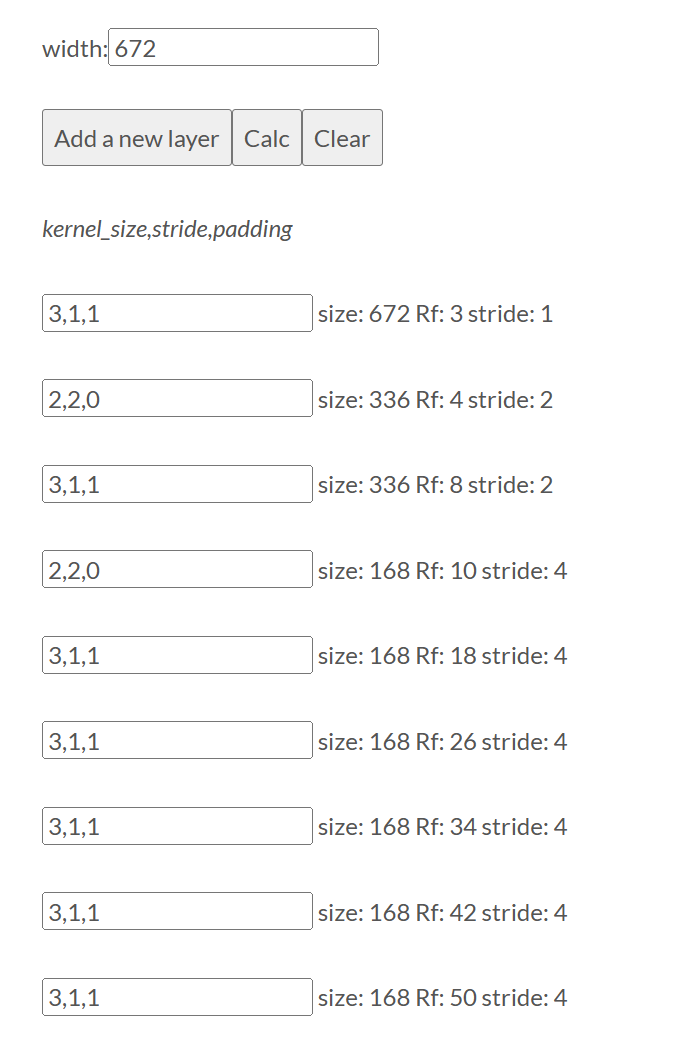 width: 672
Add a new layer Calc Clear
kernel_size,stride,padding
3,1,1 size: 672 Rf: 3 stride: 1
2,2,0 size: 336 Rf: 4 stride: 2
3,1,1 size: 336 Rf: 8 stride: 2
2,2,0 size: 168 Rf: 10 stride: 4
3,1,1 size: 168 Rf: 18 stride: 4
3,1,1 size: 168 Rf: 26 stride: 4
3,1,1 size: 168 Rf: 34 stride: 4
3,1,1 size: 168 Rf: 42 stride: 4
3,1,1 size: 168 Rf: 50 stride: 4